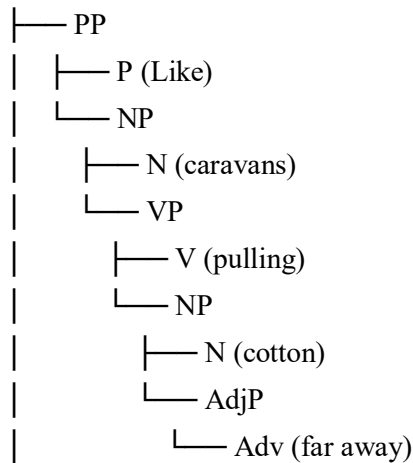 ├── PP
│ ├── P (Like)
│ └── NP
│ ├── N (caravans)
│ └── VP
│ ├── V (pulling)
│ └── NP
│ ├── N (cotton)
│ └── AdjP
│ └── Adv (far away)